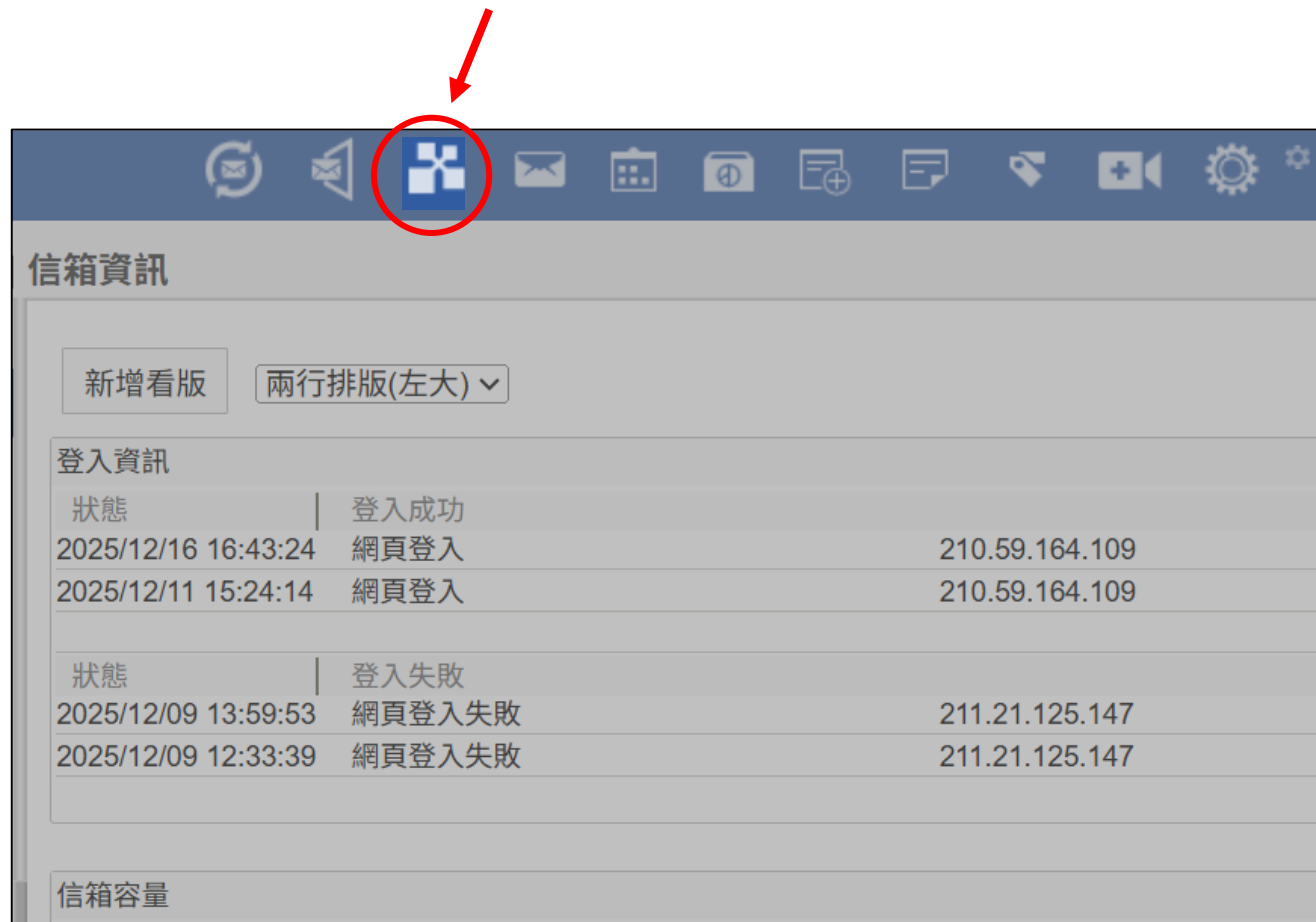 信箱資訊
新增看版 兩行排版(左大)
登入資訊
狀態 登入成功
2025/12/16 16:43:24 網頁登入 210.59.164.109
2025/12/11 15:24:14 網頁登入 210.59.164.109
狀態 登入失敗
2025/12/09 13:59:53 網頁登入失敗 211.21.125.147
2025/12/09 12:33:39 網頁登入失敗 211.21.125.147
信箱容量